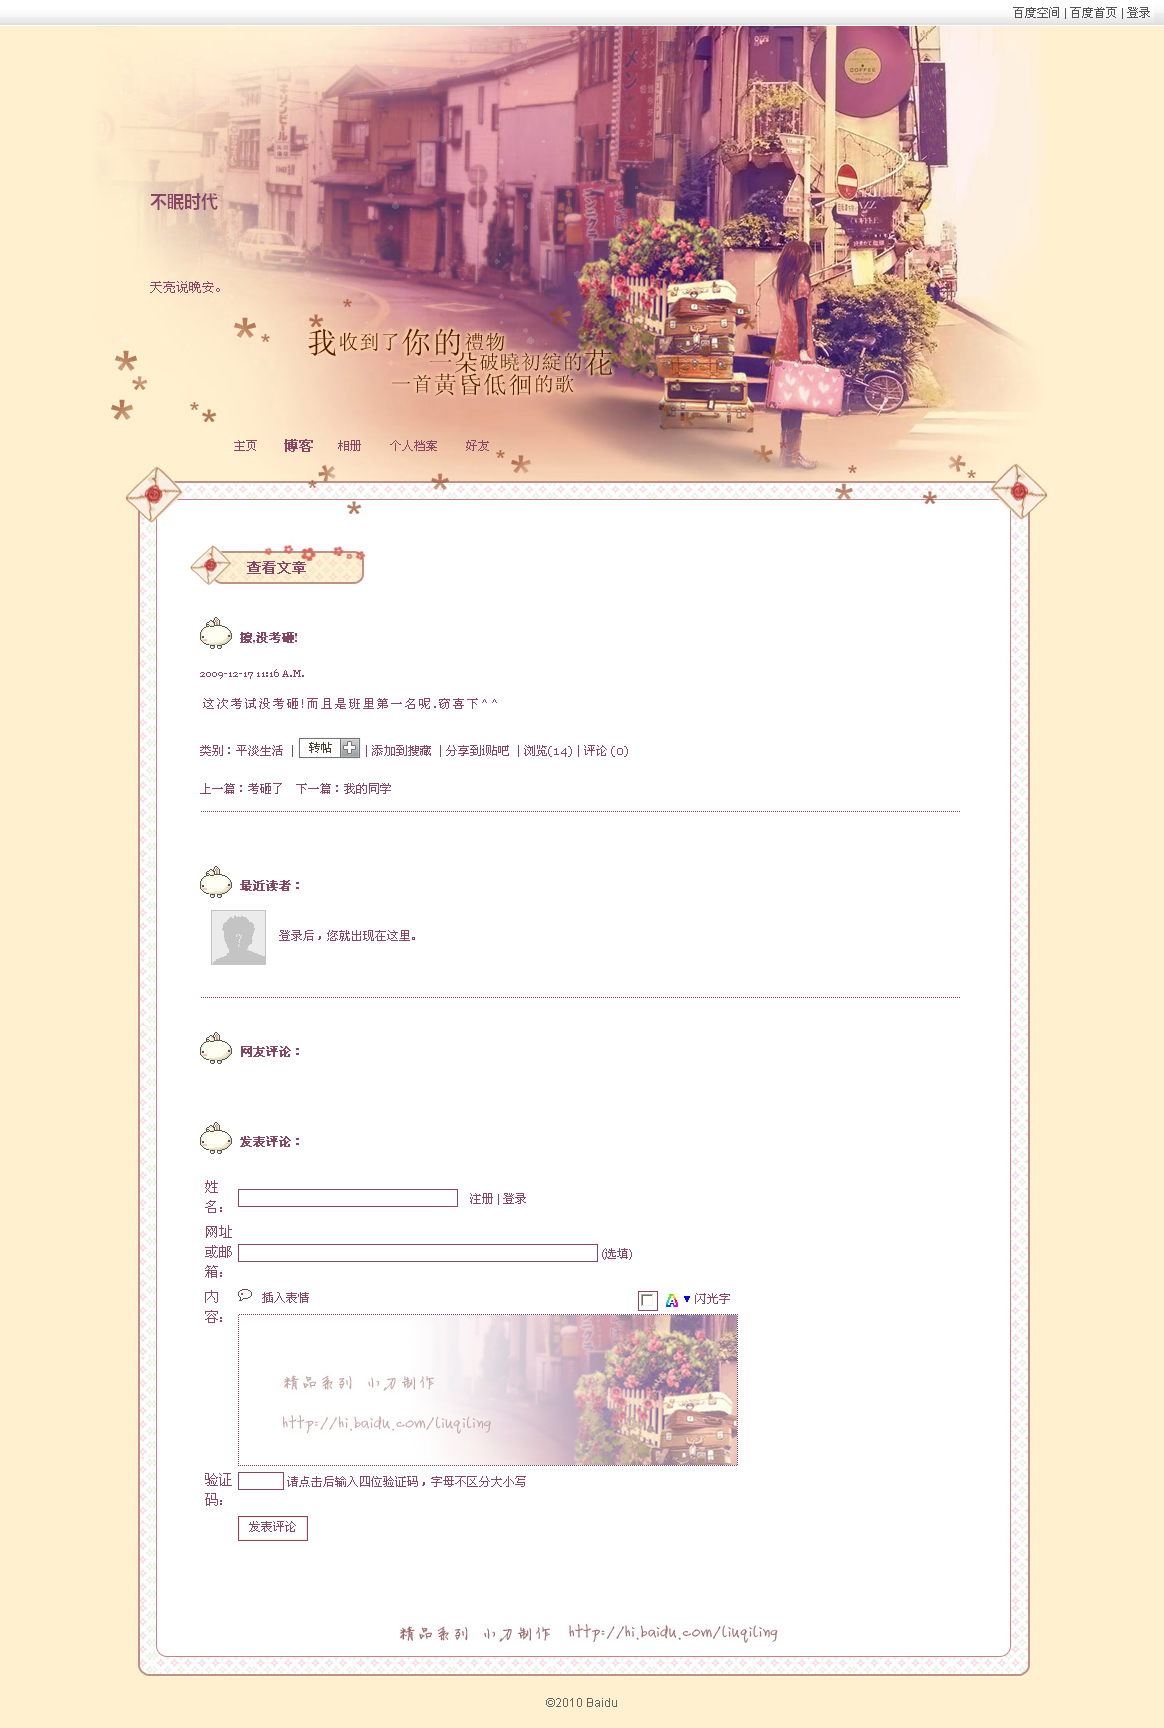 百度空间 | 百度首页 | 登录
COFFEE
不眠时代
天亮说晚安。
我收到了你的禮物
一朵破曉初綻的花
一首黃昏低徊的歌
主页 博客 相册 个人档案 好友
查看文章
擦,没考砸!
2009-12-17 11:16 A.M.
这次考试没考砸!而且是班里第一名呢.窃喜下^^
类别：平淡生活 | 转帖 | 添加到搜藏 | 分享到i贴吧 | 浏览(14) | 评论 (0)
上一篇：考砸了 下一篇：我的同学
最近读者：
登录后，您就出现在这里。
网友评论：
发表评论：
姓
名：
注册 | 登录
网址
或邮
箱：
(选填)
内
容：
插入表情
闪光字
精品系列 小刀制作
http://hi.baidu.com/liuqiling
验证
码：
请点击后输入四位验证码，字母不区分大小写
发表评论
精品系列 小刀制作 http://hi.baidu.com/liuqiling
©2010 Baidu